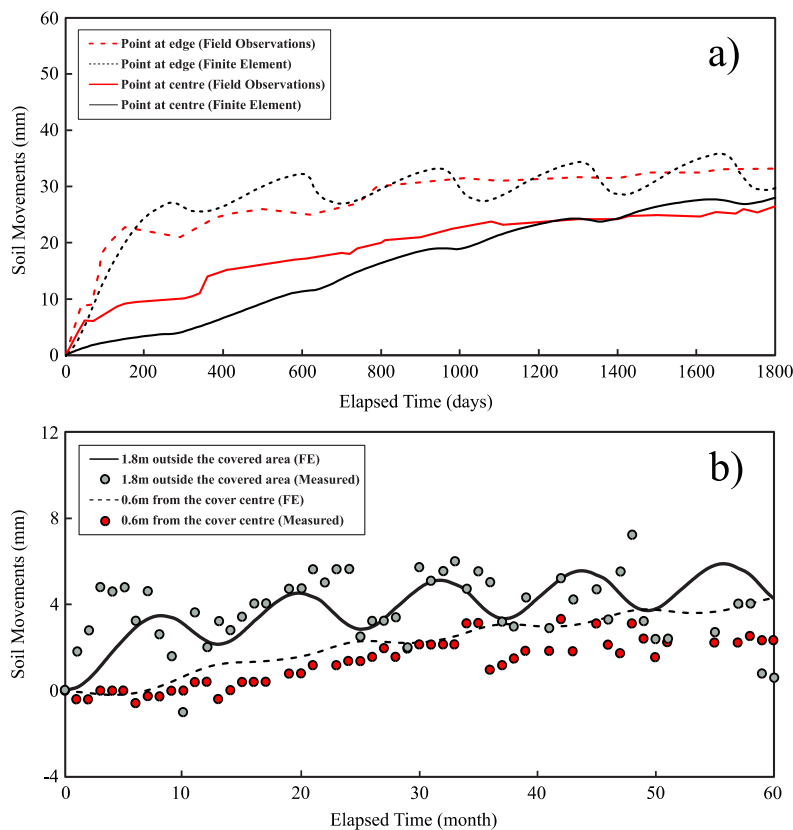 60
50
40
30
20
10
0
Soil Movements (mm)
Point at edge (Field Observations)
Point at edge (Finite Element)
Point at centre (Field Observations)
Point at centre (Finite Element)
a)
0 200 400 600 800 1000 1200 1400 1600 1800
Elapsed Time (days)
12
8
4
0
-4
Soil Movements (mm)
1.8m outside the covered area (FE)
1.8m outside the covered area (Measured)
0.6m from the cover centre (FE)
0.6m from the cover centre (Measured)
b)
0 10 20 30 40 50 60
Elapsed Time (month)